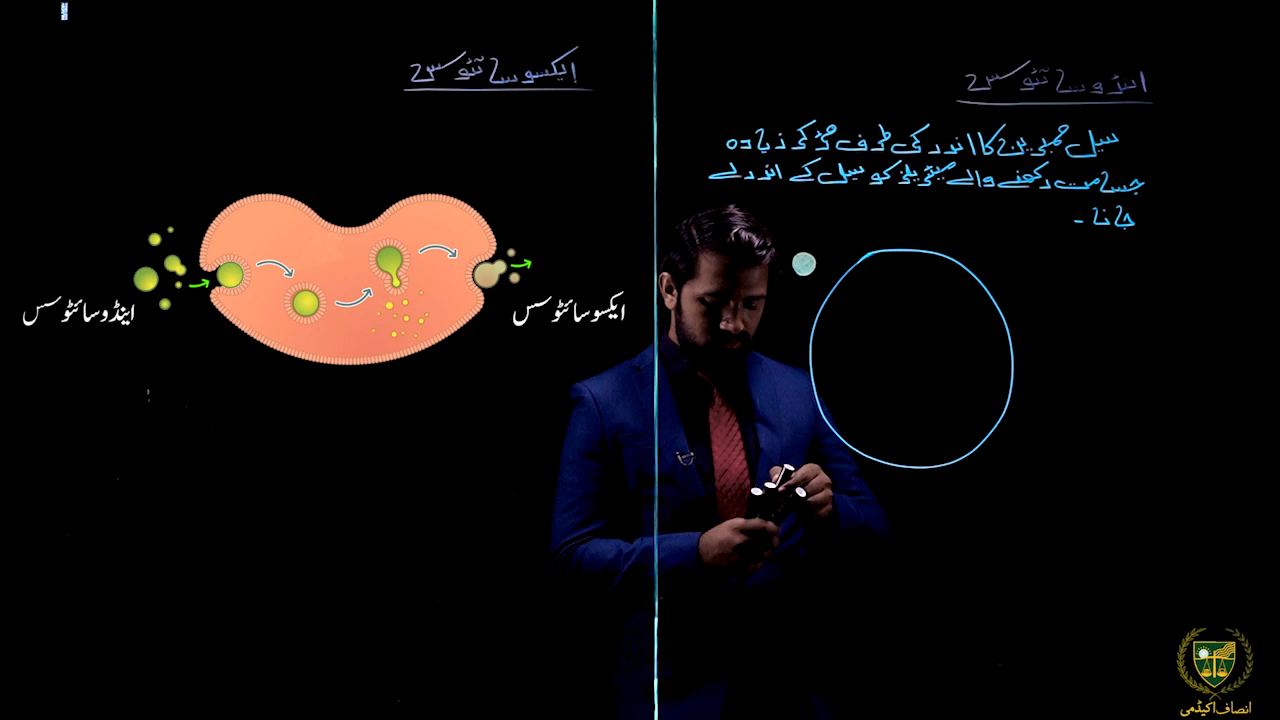 اینڈوسائٹوسس
سیل ممبرین کا اندر کی طرف مڑ کر زیادہ
جسامت رکھنے والے میٹریلز کو سیل کے اندر لے
جانا۔
ایکسوسائٹوسس
ایکسوسائٹوسس
اینڈوسائٹوسس
انصاف اکیڈمی